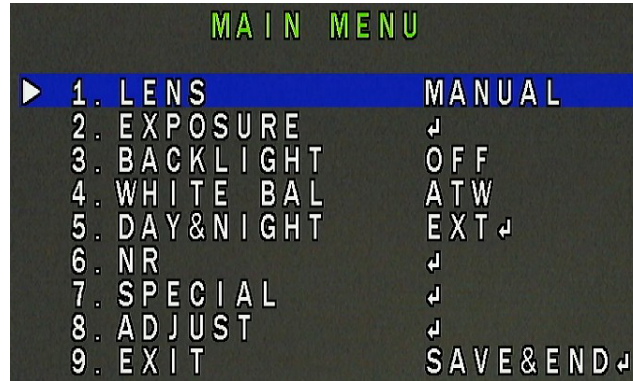 MAIN MENU
1. LENS MANUAL
2. EXPOSURE ↲
3. BACKLIGHT OFF
4. WHITE BAL ATW
5. DAY&NIGHT EXT↲
6. NR ↲
7. SPECIAL ↲
8. ADJUST ↲
9. EXIT SAVE&END↲